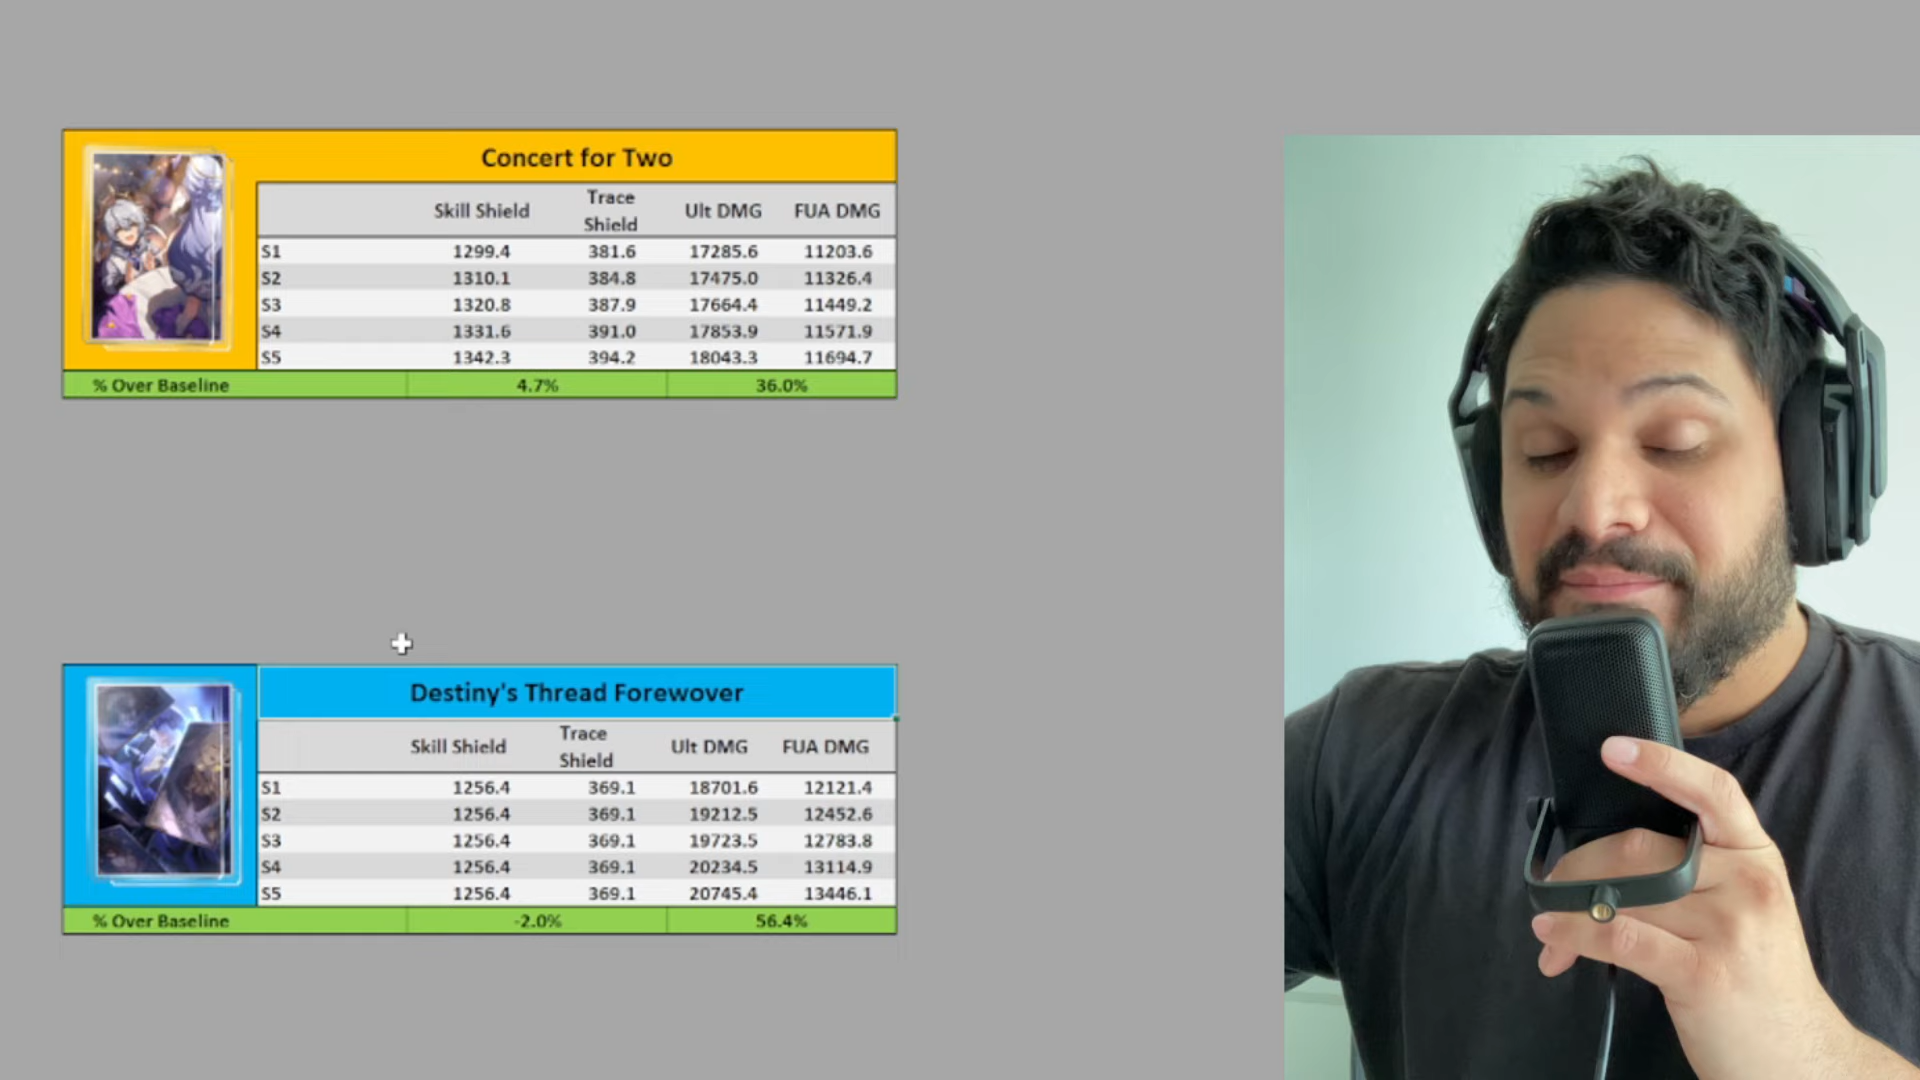 Concert for Two
Skill Shield Trace Shield Ult DMG FUA DMG
S1 1299.4 381.6 17285.6 11203.6
S2 1310.1 384.8 17475.0 11326.4
S3 1320.8 387.9 17664.4 11449.2
S4 1331.6 391.0 17853.9 11571.9
S5 1342.3 394.2 18043.3 11694.7
% Over Baseline 4.7% 36.0%
Destiny's Thread Forewover
Skill Shield Trace Shield Ult DMG FUA DMG
S1 1256.4 369.1 18701.6 12121.4
S2 1256.4 369.1 19212.5 12452.6
S3 1256.4 369.1 19723.5 12783.8
S4 1256.4 369.1 20234.5 13114.9
S5 1256.4 369.1 20745.4 13446.1
% Over Baseline -2.0% 56.4%